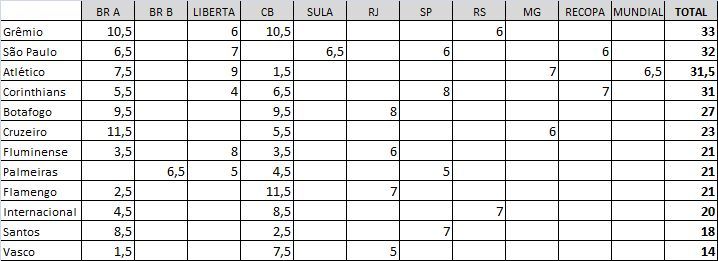 BR A BR B LIBERTA CB SULA RJ SP RS MG RECOPA MUNDIAL TOTAL
Grêmio 10,5 6 10,5 6 33
São Paulo 6,5 7 6,5 6 6 32
Atlético 7,5 9 1,5 7 6,5 31,5
Corinthians 5,5 4 6,5 8 7 31
Botafogo 9,5 9,5 8 27
Cruzeiro 11,5 5,5 6 23
Fluminense 3,5 8 3,5 6 21
Palmeiras 6,5 5 4,5 5 21
Flamengo 2,5 11,5 7 21
Internacional 4,5 8,5 7 20
Santos 8,5 2,5 7 18
Vasco 1,5 7,5 5 14